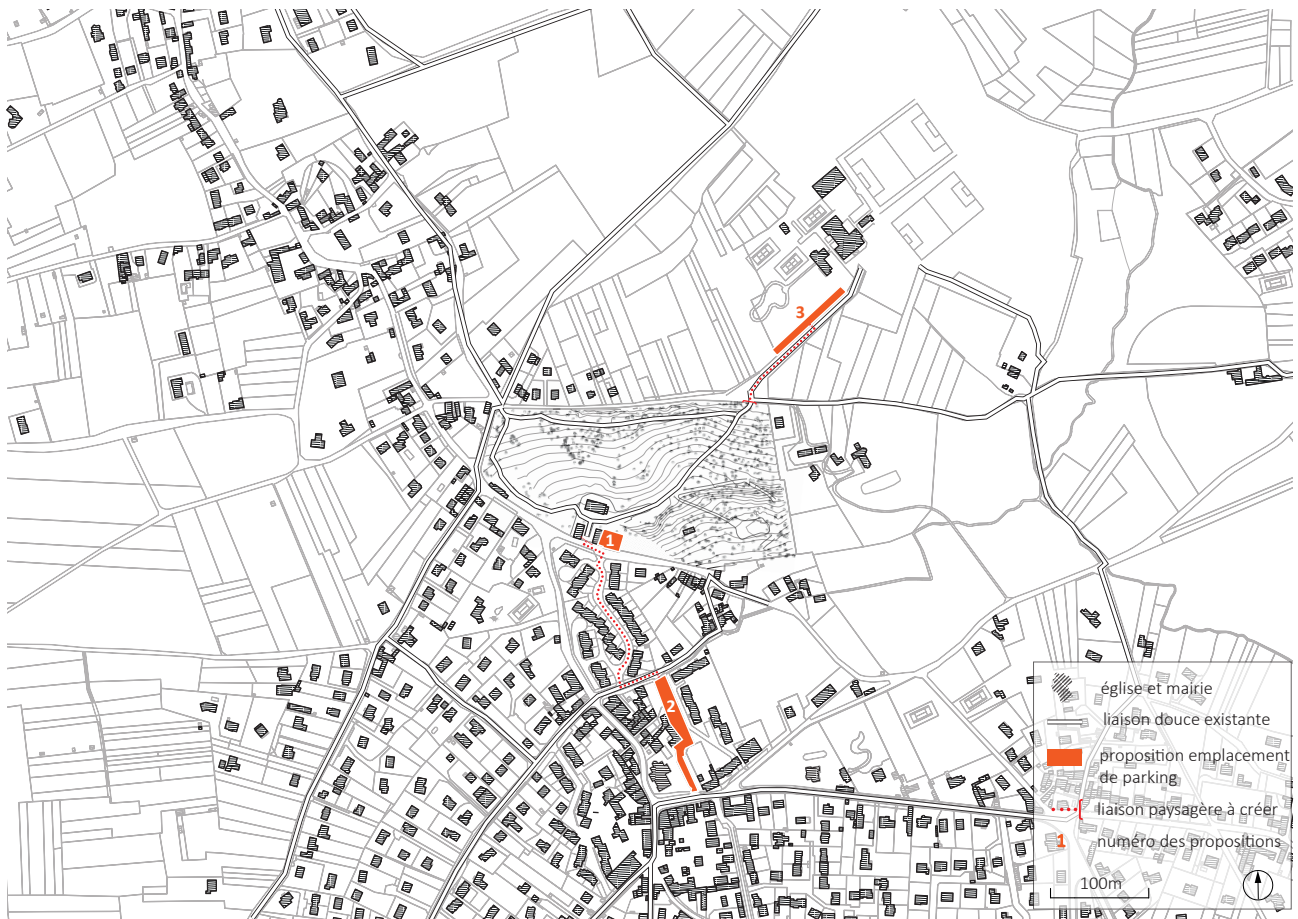 3
1
2
église et mairie
liaison douce existante
proposition emplacement
de parking
liaison paysagère à créer
1 numéro des propositions
100m